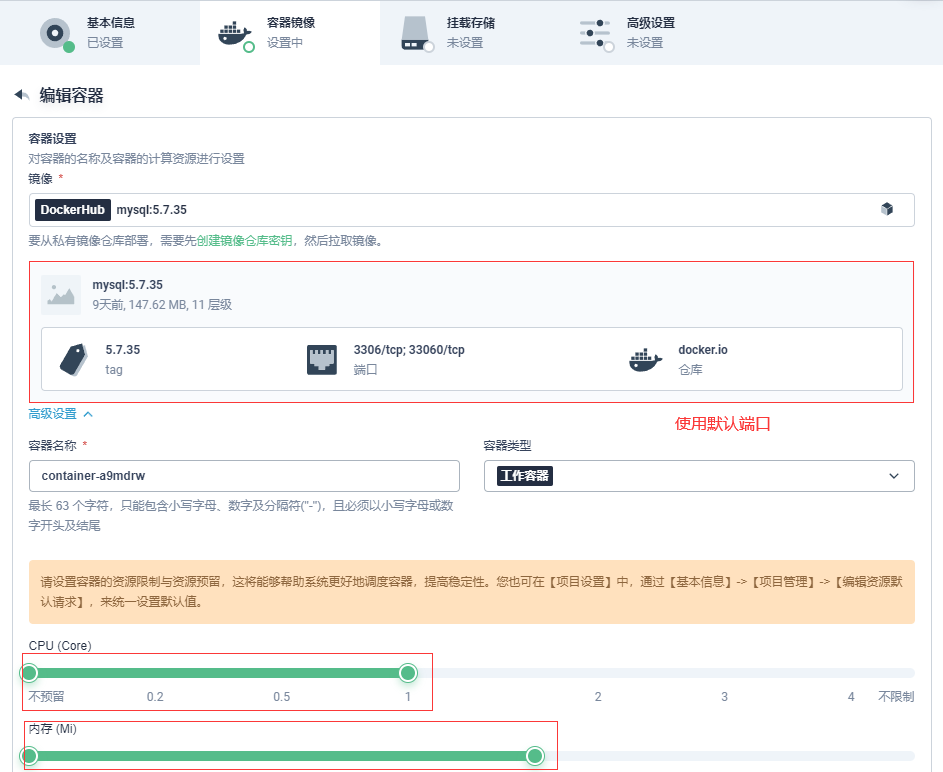 基本信息
已设置
容器镜像
设置中
挂载存储
未设置
高级设置
未设置
编辑容器
容器设置
对容器的名称及容器的计算资源进行设置
镜像 *
DockerHub mysql:5.7.35
要从私有镜像仓库部署，需要先创建镜像仓库密钥，然后拉取镜像。
mysql:5.7.35
9天前, 147.62 MB, 11 层级
5.7.35
tag
3306/tcp; 33060/tcp
端口
docker.io
仓库
高级设置
使用默认端口
容器名称 *
container-a9mdrw
最长 63 个字符，只能包含小写字母、数字及分隔符("-")，且必须以小写字母或数
字开头及结尾
容器类型
工作容器
请设置容器的资源限制与资源预留，这将能够帮助系统更好地调度容器，提高稳定性。您也可在【项目设置】中，通过【基本信息】->【项目管理】->【编辑资源默
认请求】，来统一设置默认值。
CPU (Core)
不预留 0.2 0.5 1 2 3 4 不限制
内存 (Mi)